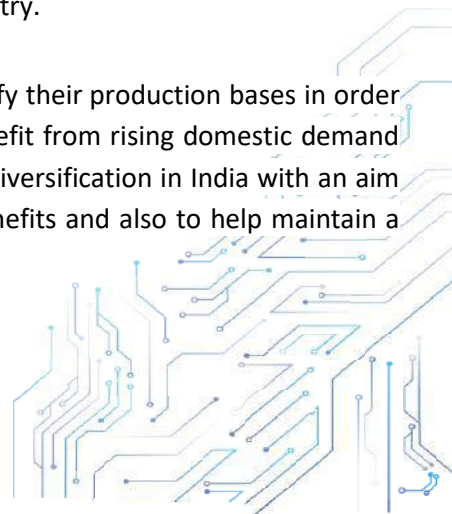 try.
fy their production bases in order
efit from rising domestic demand
iversification in India with an aim
nefits and also to help maintain a